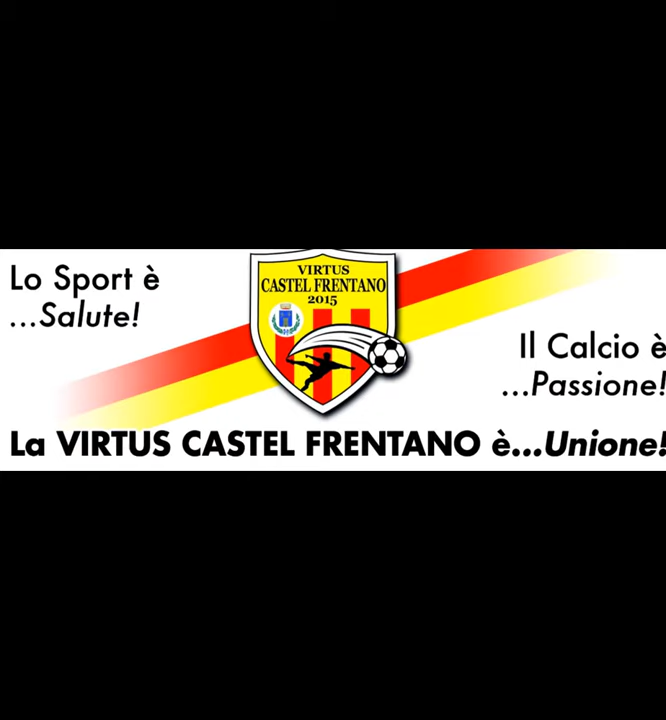 Lo Sport è
...Salute!
VIRTUS
CASTEL FRENTANO
2015
Il Calcio è
...Passione!
La VIRTUS CASTEL FRENTANO è...Unione!